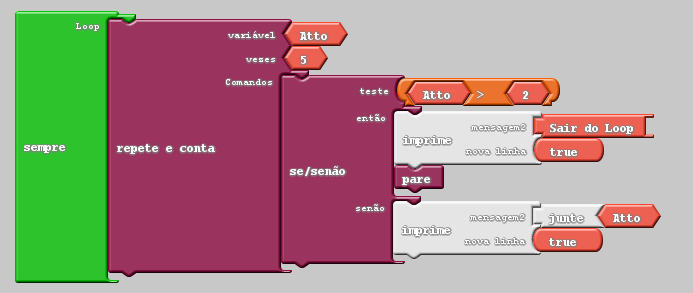 Loop
sempre
repete e conta
variável Atto
vezes 5
Comandos
se/senão
teste Atto > 2
então
imprime
mensagem2 Sair do Loop
nova linha true
pare
senão
imprime
mensagem2 junte Atto
nova linha true